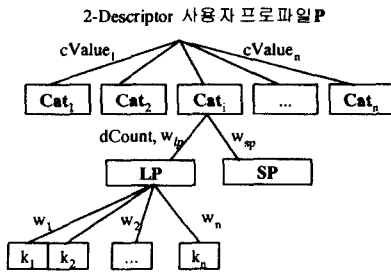 2-Descriptor 사용자 프로파일 P
cValue₁ cValueₙ
Cat₁ Cat₂ Catᵢ ... Catₙ
dCount, wₗₚ wₛₚ
LP SP
w₁ w₂ wₙ
k₁ k₂ ... kₙ